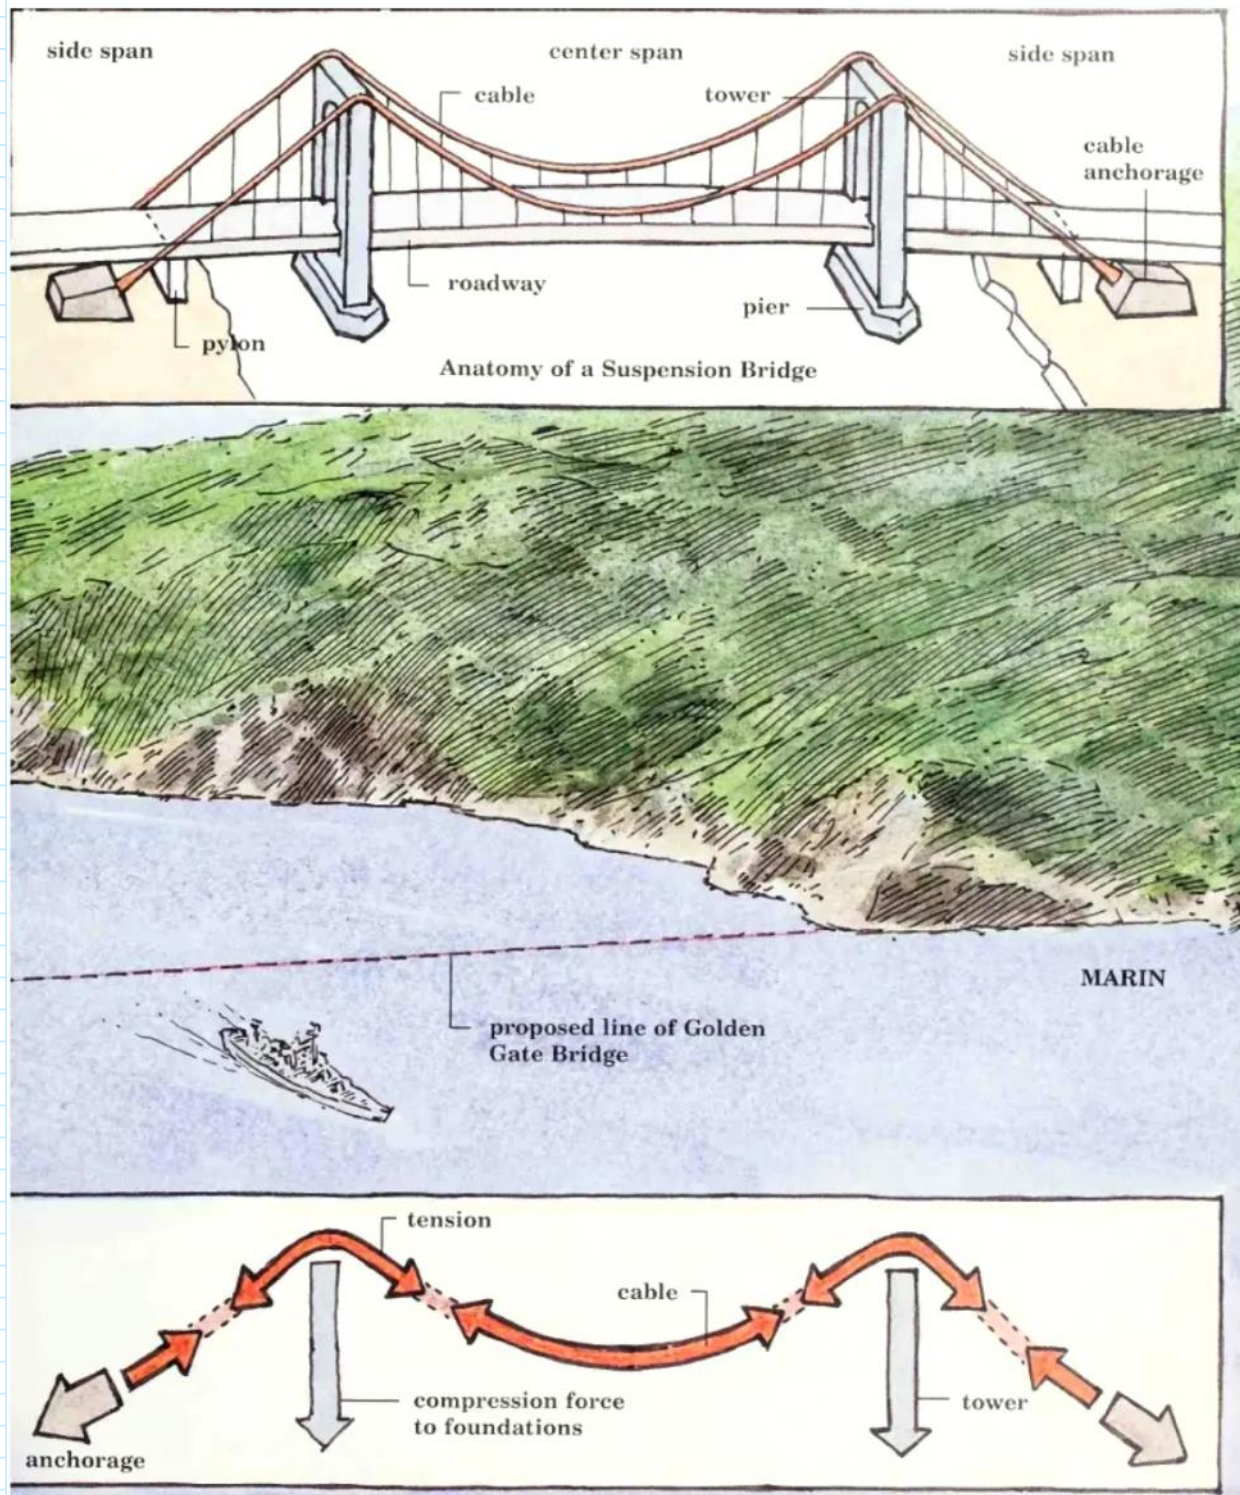 side span
center span
side span
cable
tower
cable
anchorage
roadway
pier
pylon
Anatomy of a Suspension Bridge
MARIN
proposed line of Golden
Gate Bridge
tension
cable
compression force
to foundations
tower
anchorage